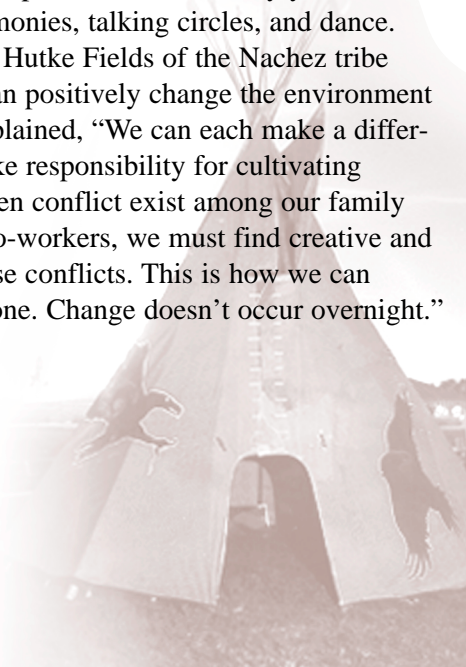 monies, talking circles, and dance.
Hutke Fields of the Nachez tribe
an positively change the environment
plained, “We can each make a differ-
ke responsibility for cultivating
en conflict exist among our family
o-workers, we must find creative and
se conflicts. This is how we can
one. Change doesn’t occur overnight.”